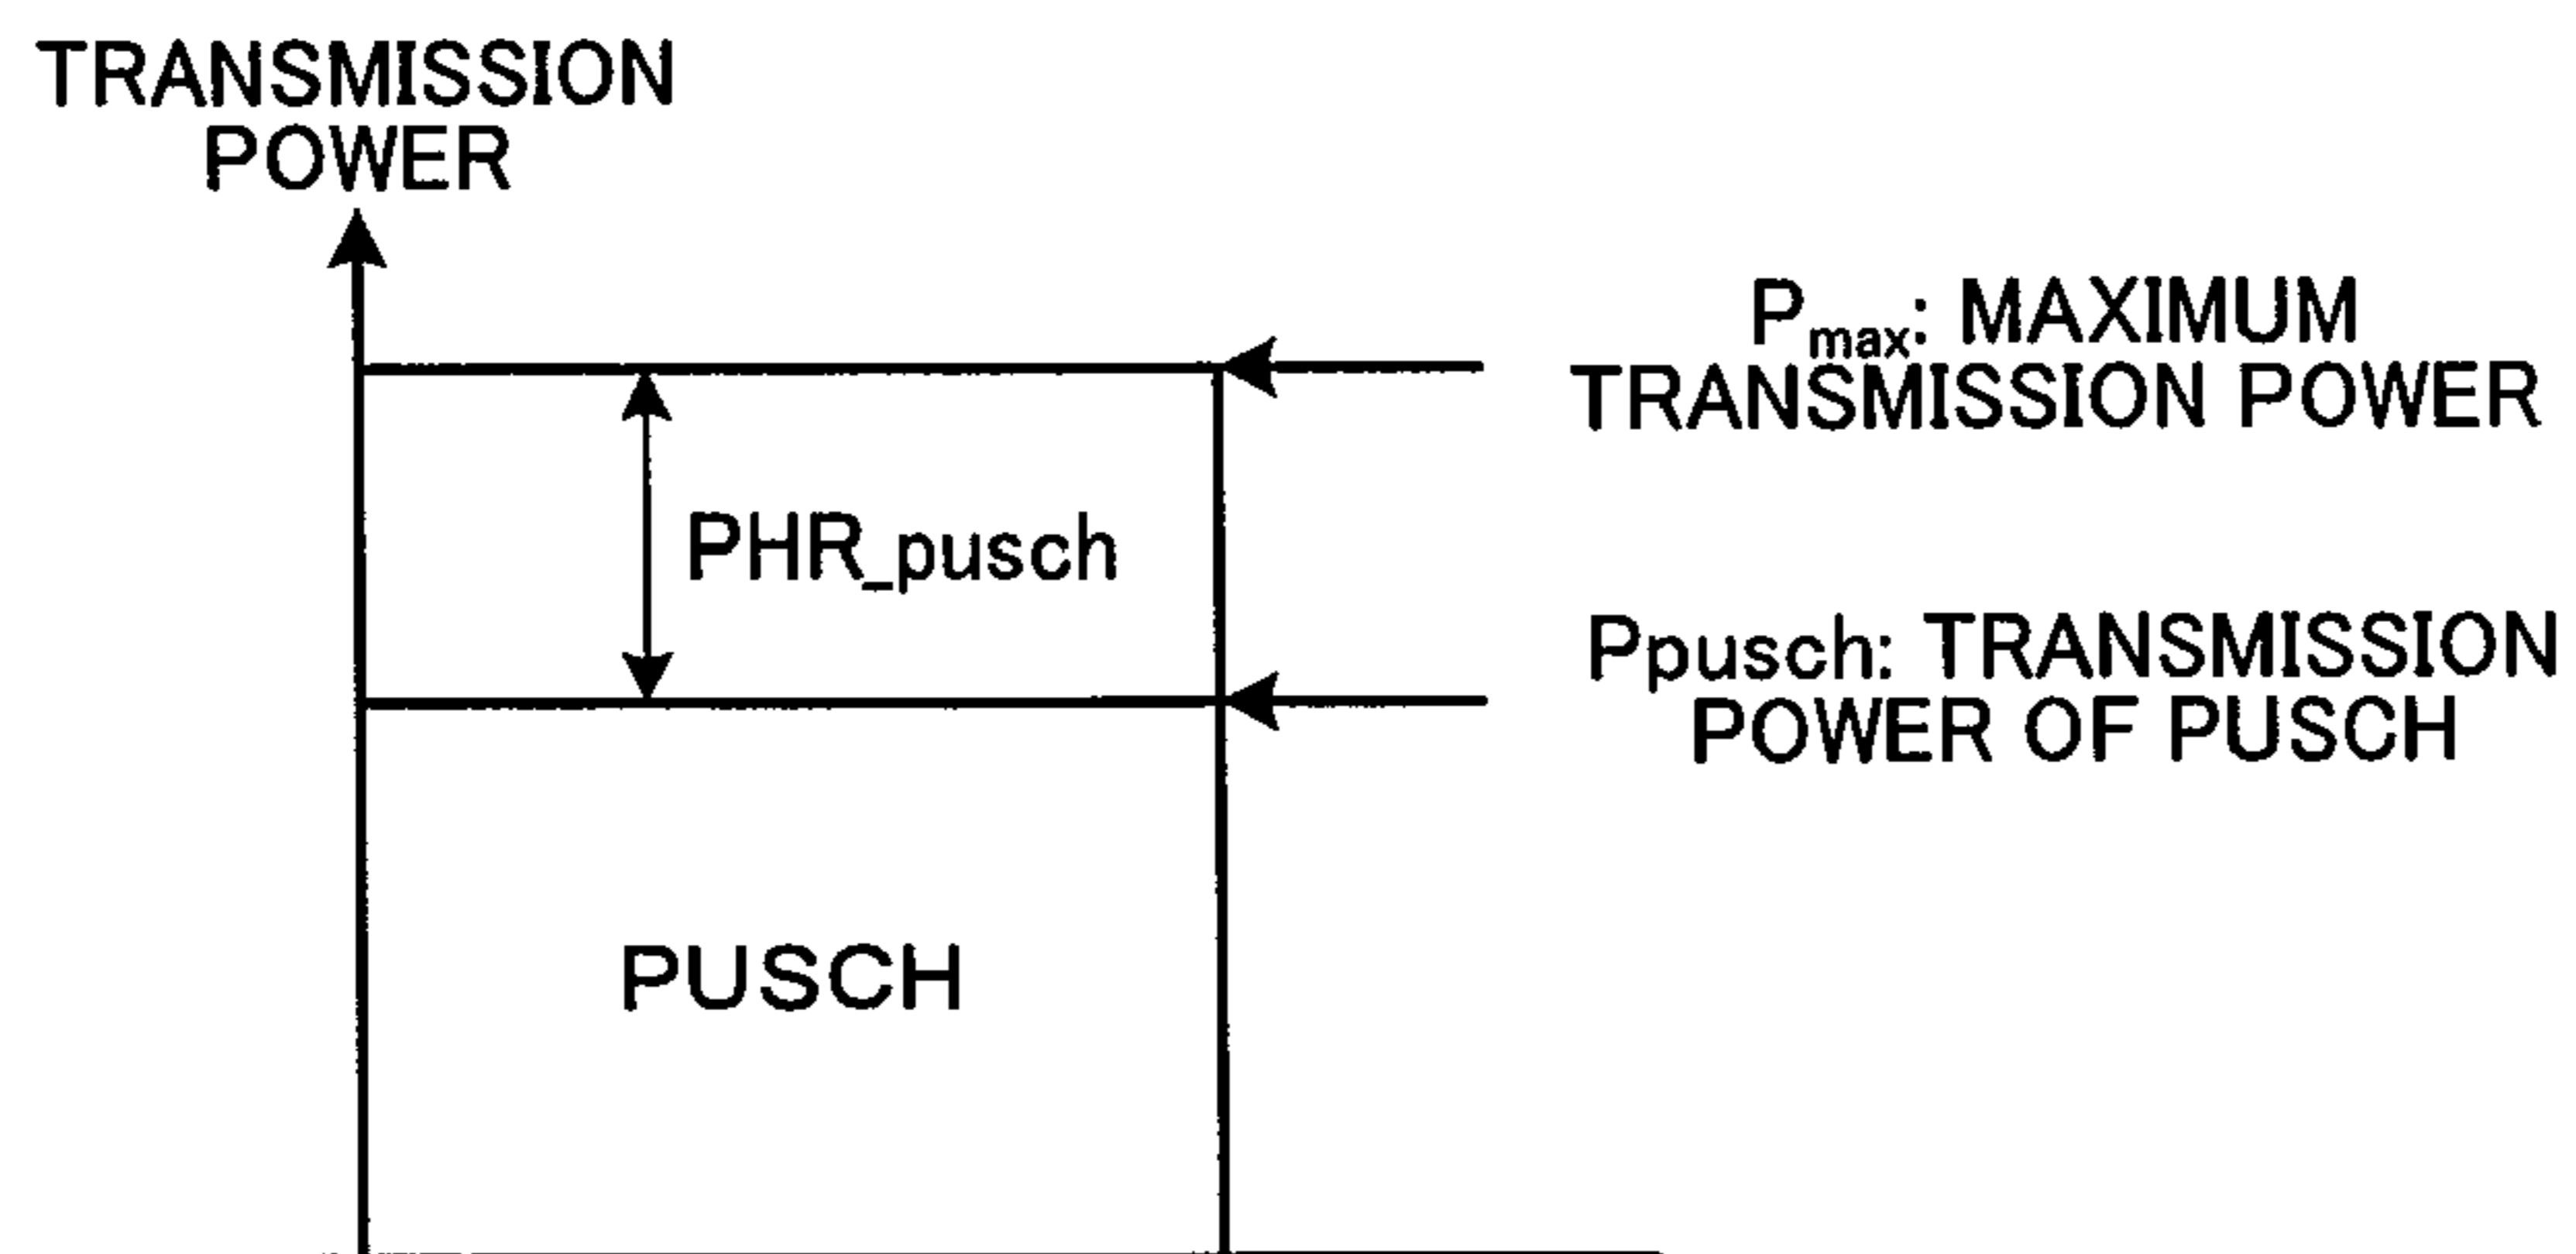 TRANSMISSION
POWER
Pmax: MAXIMUM
TRANSMISSION POWER
PHR_pusch
Ppusch: TRANSMISSION
POWER OF PUSCH
PUSCH